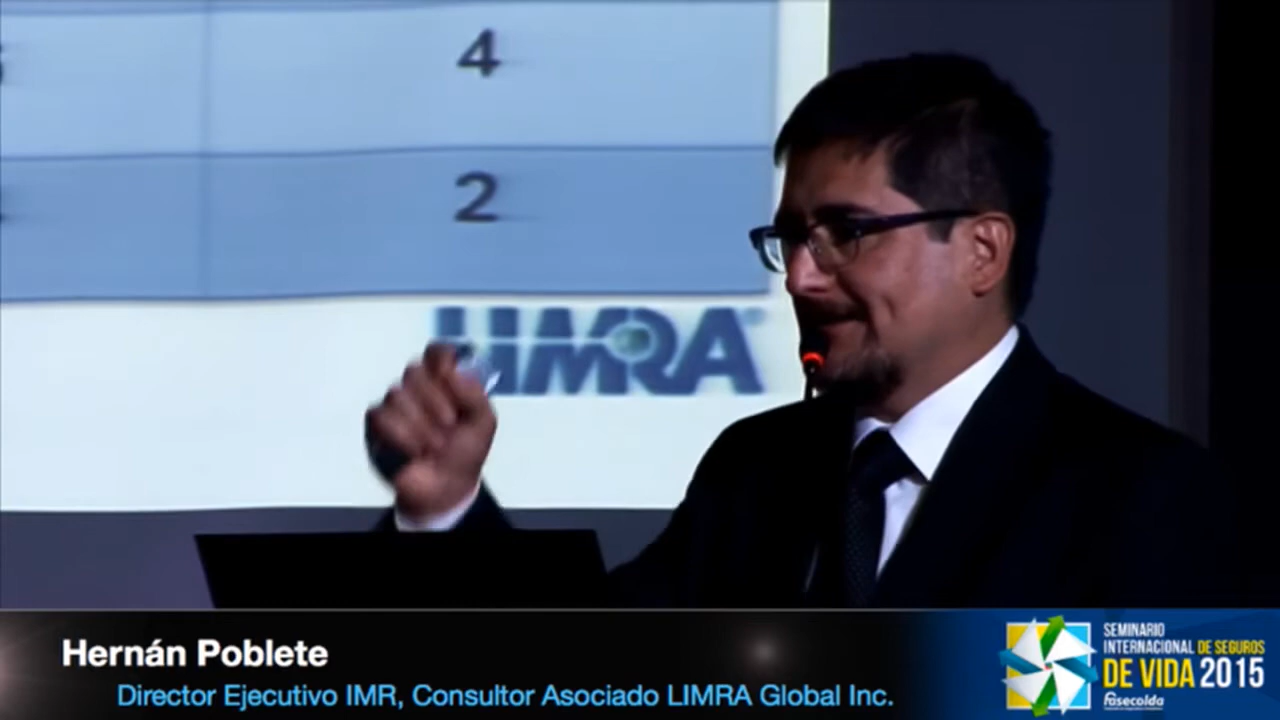 4
2
LIMRA
Hernán Poblete
Director Ejecutivo IMR, Consultor Asociado LIMRA Global Inc.
SEMINARIO
INTERNACIONAL DE SEGUROS
DE VIDA 2015
fasecolda